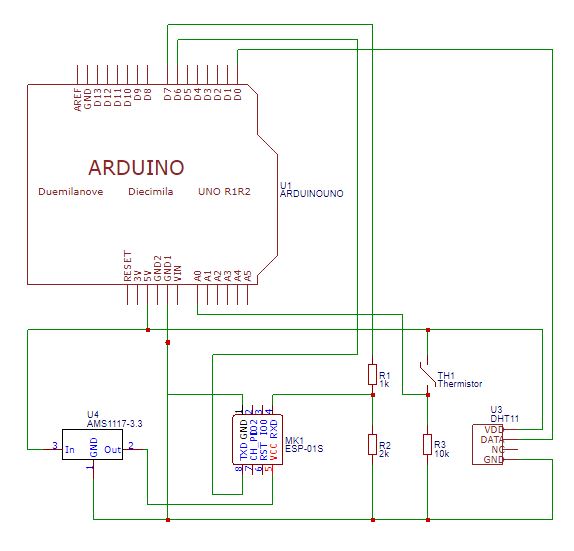 AREF GND D13 D12 D11 D10 D9 D8 D7 D6 D5 D4 D3 D2 D1 D0
ARDUINO
Duemilanove Diecimila UNO R1R2
U1
ARDUINOUNO
RESET 3V 5V GND2 GND1 VIN A0 A1 A2 A3 A4 A5
R1
1k
TH1
Thermistor
U4
AMS1117-3.3
3 In GND Out 2
1
1 2 3 4
GND IO2 IO0 RXD
TXD CH_PD RST VCC
8 7 6 5
MK1
ESP-01S
R2
2k
R3
10k
U3
DHT11
VDD
DATA
NC
GND